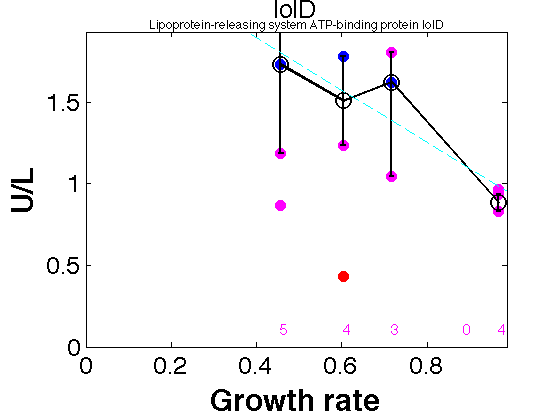 lolD
Lipoprotein-releasing system ATP-binding protein lolD
U/L
1.5
1
0.5
0
5 4 3 0 4
0 0.2 0.4 0.6 0.8
Growth rate